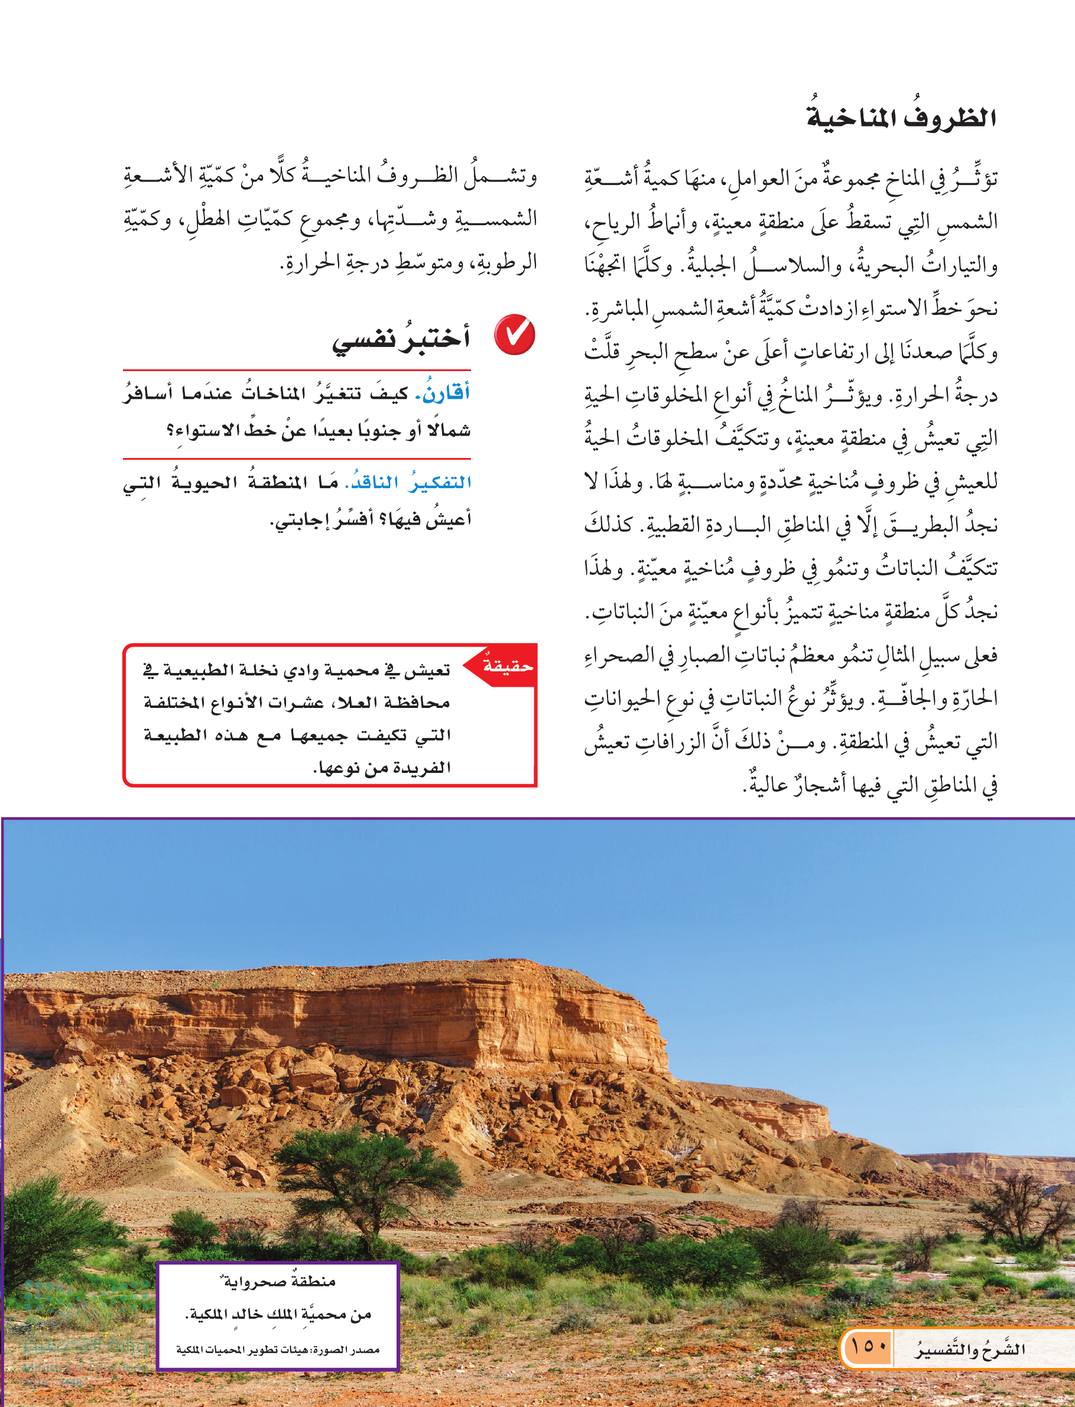 الظروفُ المناخيةُ
تؤثِّــرُ فِي المناخِ مجموعةٌ منَ العواملِ، منهَا كميةُ أشــعّةِ
الشمسِ التِي تسقطُ علَى منطقةٍ معينةٍ، وأنماطُ الرياحِ،
والتياراتُ البحريةُ، والسلاســلُ الجبليةُ. وكلَّمَا اتجهْنَا
نحوَ خطِّ الاستواءِ ازدادتْ كمّيَّةُ أشعةِ الشمسِ المباشرةِ.
وكلَّمَا صعدنَا إلى ارتفاعاتٍ أعلَى عنْ سطحِ البحرِ قلَّتْ
درجةُ الحرارةِ. ويؤثّــرُ المناخُ فِي أنواعِ المخلوقاتِ الحيةِ
التِي تعيشُ فِي منطقةٍ معينةٍ، وتتكيَّفُ المخلوقاتُ الحيةُ
للعيشِ في ظروفٍ مُناخيةٍ محدّدةٍ ومناســبةٍ لهَا. ولهذَا لا
نجدُ البطريــقَ إلَّا في المناطقِ البــاردةِ القطبيةِ. كذلكَ
تتكيَّفُ النباتاتُ وتنمُو فِي ظروفٍ مُناخيةٍ معيّنةٍ. ولهذَا
نجدُ كلَّ منطقةٍ مناخيةٍ تتميزُ بأنواعٍ معيّنةٍ منَ النباتاتِ.
فعلى سبيلِ المثالِ تنمُو معظمُ نباتاتِ الصبارِ في الصحراءِ
الحارّةِ والجافّــةِ. ويؤثِّرُ نوعُ النباتاتِ في نوعِ الحيواناتِ
التي تعيشُ في المنطقةِ. ومــنْ ذلكَ أنَّ الزرافاتِ تعيشُ
في المناطقِ التي فيها أشجارٌ عاليةٌ.
وتشــملُ الظــروفُ المناخيــةُ كلًّا منْ كمّيّةِ الأشــعةِ
الشمســيةِ وشــدّتِها، ومجموعِ كمّيّاتِ الهطْلِ، وكمّيّةِ
الرطوبةِ، ومتوسّطِ درجةِ الحرارةِ.
أختبرُ نفسي
أقارنُ. كيفَ تتغيَّرُ المناخاتُ عندَما أسافرُ
شمالًا أو جنوبًا بعيدًا عنْ خطِّ الاستواءِ؟
التفكيرُ الناقدُ. مَا المنطقةُ الحيويةُ التِي
أعيشُ فيهَا؟ أفسِّرُ إجابتي.
حقيقةٌ
تعيش في محمية وادي نخلة الطبيعية في
محافظة العلا، عشرات الأنواع المختلفة
التي تكيفت جميعها مع هذه الطبيعة
الفريدة من نوعها.
منطقةٌ صحروايةٌ
من محميَّةِ الملكِ خالدٍ الملكية.
مصدر الصورة: هيئات تطوير المحميات الملكية
الشَّرحُ والتَّفسيرُ
١٥٠